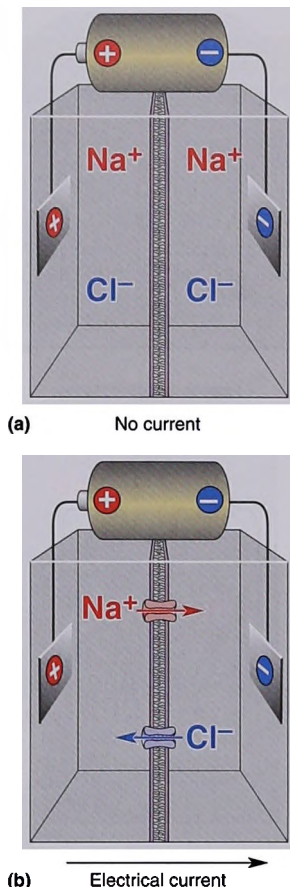 + −
Na⁺ Na⁺
+ −
Cl⁻ Cl⁻
(a) No current
+ −
Na⁺
+ −
Cl⁻
(b) Electrical current